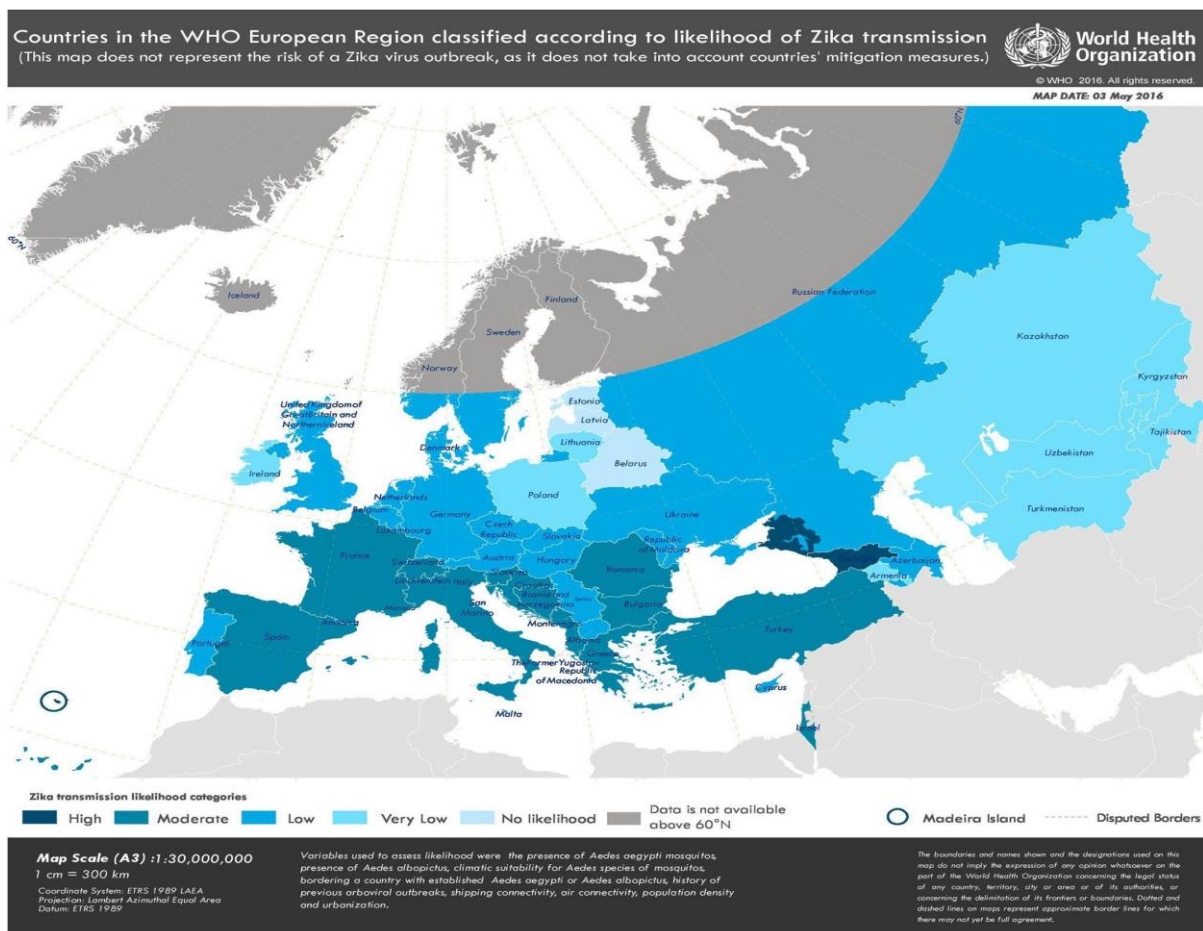 Countries in the WHO European Region classified according to likelihood of Zika transmission
(This map does not represent the risk of a Zika virus outbreak, as it does not take into account countries' mitigation measures.)
World Health
Organization
© WHO 2016. All rights reserved.
MAP DATE: 03 May 2016
60°N
60°N
Iceland
Finland
Sweden
Norway
Russian Federation
Kazakhstan
Kyrgyzstan
Tajikistan
Uzbekistan
Turkmenistan
Estonia
Latvia
Lithuania
Belarus
United Kingdom of
Great Britain and
Northern Ireland
Denmark
Ireland
Poland
Netherlands
Belgium
Germany
Luxembourg
Czech
Republic
Slovakia
Ukraine
Republic
of Moldova
France
Switzerland
Austria
Hungary
Liechtenstein
Italy
Slovenia
Croatia
Romania
Bosnia and
Herzegovina
Serbia
San
Marino
Monaco
Andorra
Montenegro
Bulgaria
Albania
Azerbaijan
Armenia
Portugal
Spain
Greece
Turkey
The Former Yugoslav
Republic
of Macedonia
Malta
Cyprus
Israel
Zika transmission likelihood categories
High
Moderate
Low
Very Low
No likelihood
Data is not available
above 60°N
Madeira Island
Disputed Borders
Map Scale (A3) :1:30,000,000
1 cm = 300 km
Coordinate System: ETRS 1989 LAEA
Projection: Lambert Azimuthal Equal Area
Datum: ETRS 1989
Variables used to assess likelihood were the presence of Aedes aegypti mosquitos,
presence of Aedes albopictus, climatic suitability for Aedes species of mosquitos,
bordering a country with established Aedes aegypti or Aedes albopictus, history of
previous arboviral outbreaks, shipping connectivity, air connectivity, population density
and urbanization.
The boundaries and names shown and the designations used on this
map do not imply the expression of any opinion whatsoever on the
part of the World Health Organization concerning the legal status
of any country, territory, city or area or of its authorities, or
concerning the delimitation of its frontiers or boundaries. Dotted and
dashed lines on maps represent approximate border lines for which
there may not yet be full agreement.